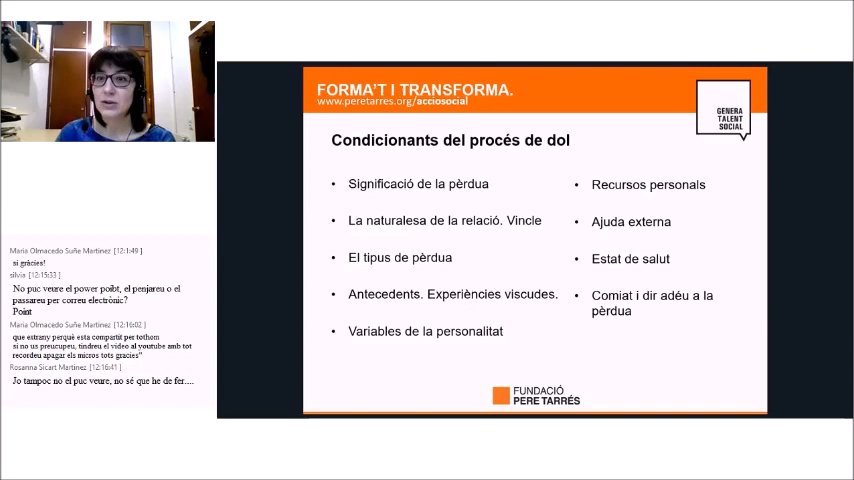 FORMA'T I TRANSFORMA.
www.peretarres.org/acciosocial
GENERA
TALENT
SOCIAL
Condicionants del procés de dol
• Significació de la pèrdua
• La naturalesa de la relació. Vincle
• El tipus de pèrdua
• Antecedents. Experiències viscudes.
• Variables de la personalitat
• Recursos personals
• Ajuda externa
• Estat de salut
• Comiat i dir adéu a la
pèrdua
FUNDACIÓ
PERE TARRÉS
Maria Olmacedo Suñe Martinez [12:1:49 ]
si gràcies!
silvia [12:15:33 ]
No puc veure el power poibt, el penjareu o el
passareu per correu electrònic?
Point
Maria Olmacedo Suñe Martinez [12:16:02 ]
que estrany perquè esta compartit per tothom
si no us preucupeu, tindreu el video al youtube amb tot
recordeu apagar els micros tots gracies"
Rosanna Sicart Martinez [12:16:41 ]
Jo tampoc no el puc veure, no sé que he de fer....